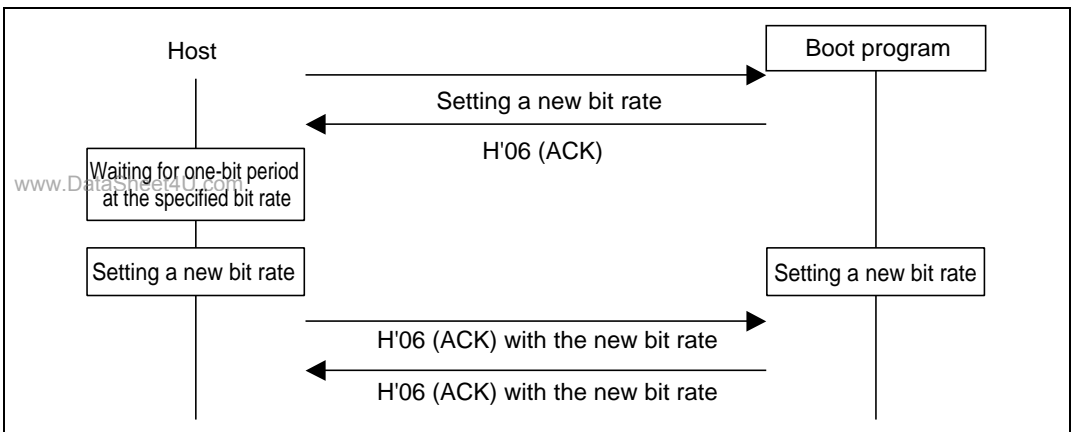 Host
Boot program
Setting a new bit rate
H'06 (ACK)
Waiting for one-bit period
at the specified bit rate
www.DataSheet4U.com
Setting a new bit rate
Setting a new bit rate
H'06 (ACK) with the new bit rate
H'06 (ACK) with the new bit rate